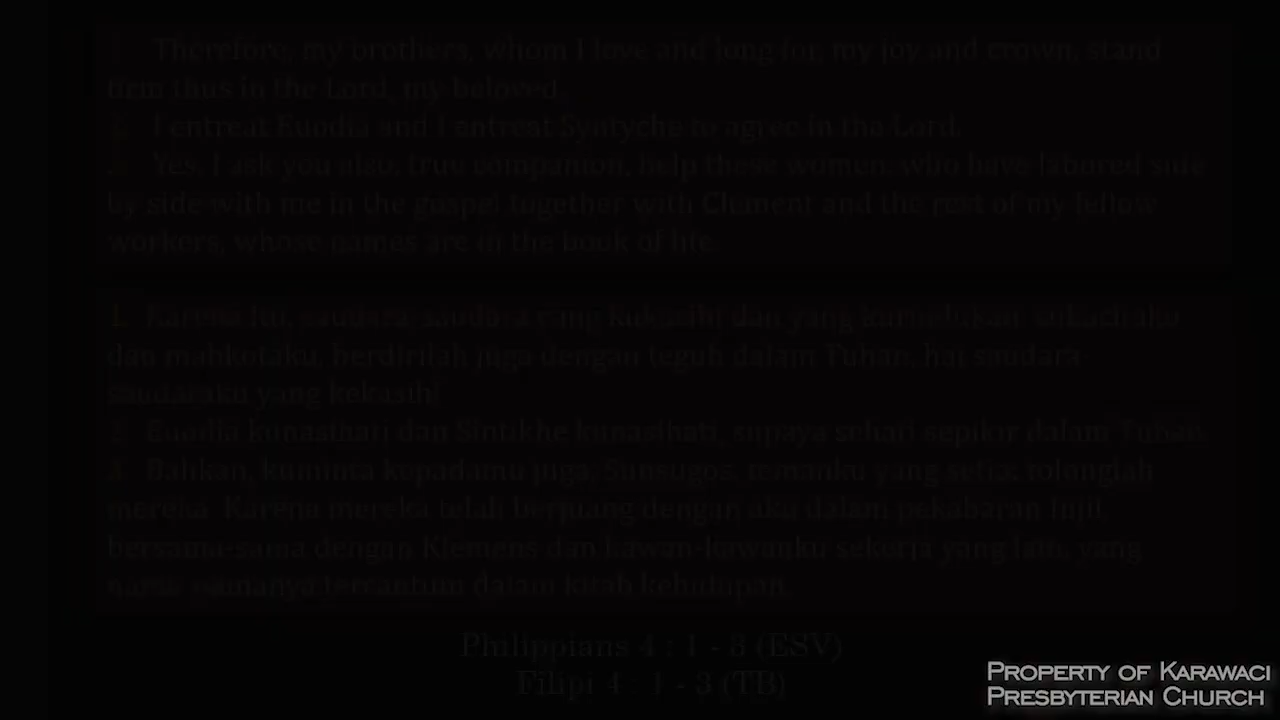 Therefore, my brothers, whom I love and long for, my joy and crown, stand
firm thus in the Lord, my beloved.
2. I entreat Euodia and I entreat Syntyche to agree in the Lord.
3. Yes, I ask you also, true companion, help these women, who have labored side
by side with me in the gospel together with Clement and the rest of my fellow
workers, whose names are in the book of life.
1. Karena itu, saudara-saudara yang kukasihi dan yang kurindukan, sukacitaku
dan mahkotaku, berdirilah juga dengan teguh dalam Tuhan, hai saudara-
saudaraku yang kekasih!
2. Euodia kunasihati dan Sintikhe kunasihati, supaya sehati sepikir dalam Tuhan.
3. Bahkan, kuminta kepadamu juga, Sunsugos, temanku yang setia: tolonglah
mereka. Karena mereka telah berjuang dengan aku dalam pekabaran Injil,
bersama-sama dengan Klemens dan kawan-kawanku sekerja yang lain, yang
nama-namanya tercantum dalam kitab kehidupan.
Philippians 4 : 1 - 3 (ESV)
Filipi 4 : 1 - 3 (TB)
PROPERTY OF KARAWACI
PRESBYTERIAN CHURCH